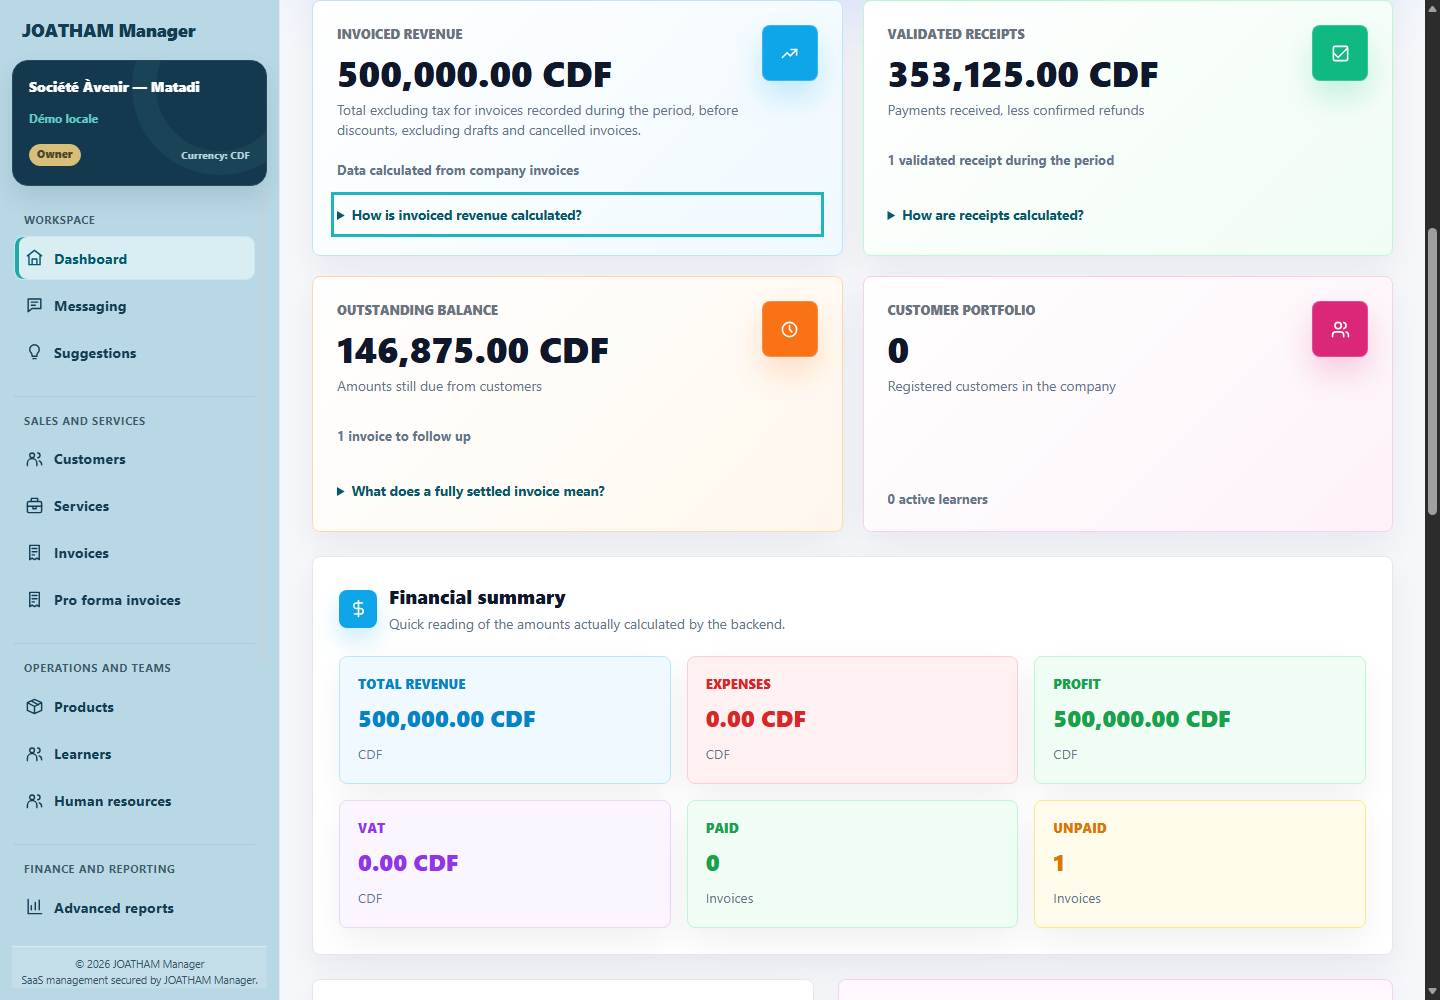 JOATHAM Manager
Société Àvenir — Matadi
Démo locale
Owner
Currency: CDF
WORKSPACE
Dashboard
Messaging
Suggestions
SALES AND SERVICES
Customers
Services
Invoices
Pro forma invoices
OPERATIONS AND TEAMS
Products
Learners
Human resources
FINANCE AND REPORTING
Advanced reports
© 2026 JOATHAM Manager
SaaS management secured by JOATHAM Manager.
INVOICED REVENUE
500,000.00 CDF
Total excluding tax for invoices recorded during the period, before
discounts, excluding drafts and cancelled invoices.
Data calculated from company invoices
How is invoiced revenue calculated?
VALIDATED RECEIPTS
353,125.00 CDF
Payments received, less confirmed refunds
1 validated receipt during the period
How are receipts calculated?
OUTSTANDING BALANCE
146,875.00 CDF
Amounts still due from customers
1 invoice to follow up
What does a fully settled invoice mean?
CUSTOMER PORTFOLIO
0
Registered customers in the company
0 active learners
Financial summary
Quick reading of the amounts actually calculated by the backend.
TOTAL REVENUE
500,000.00 CDF
CDF
EXPENSES
0.00 CDF
CDF
PROFIT
500,000.00 CDF
CDF
VAT
0.00 CDF
CDF
PAID
0
Invoices
UNPAID
1
Invoices